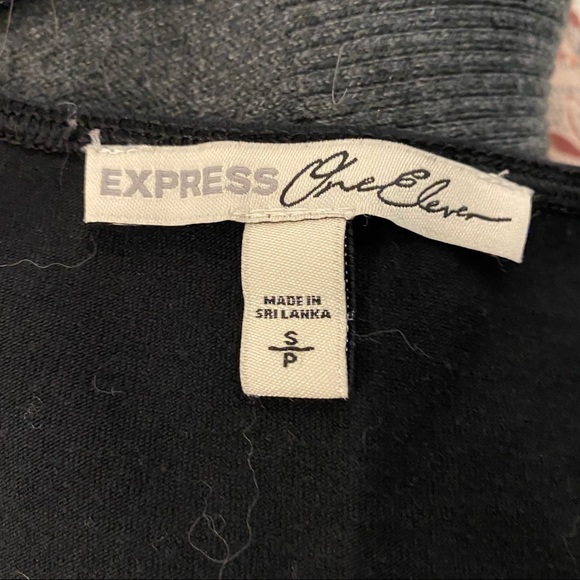 EXPRESS One Eleven
MADE IN
SRI LANKA
S
P